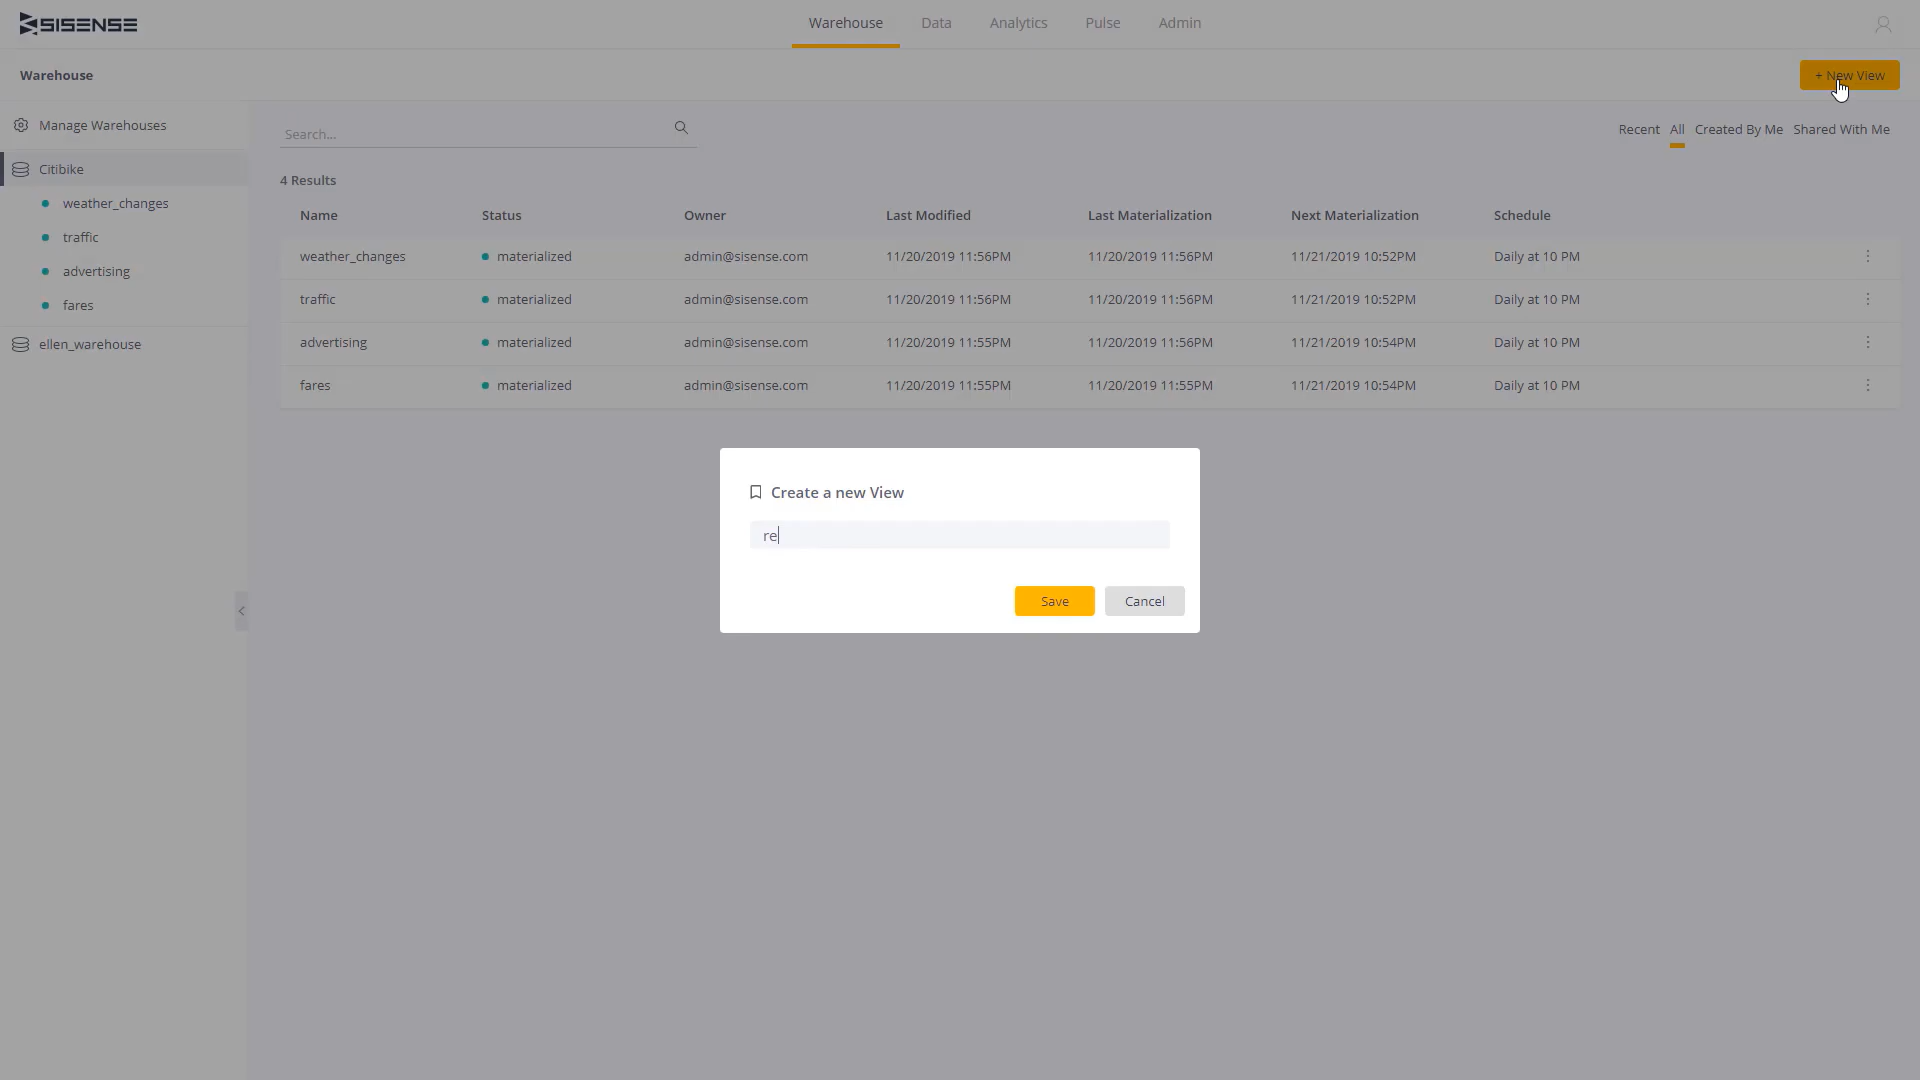 SISENSE
Warehouse Data Analytics Pulse Admin
Warehouse
+ New View
Manage Warehouses
Citibike
weather_changes
traffic
advertising
fares
ellen_warehouse
Search...
Recent All Created By Me Shared With Me
4 Results
Name Status Owner Last Modified Last Materialization Next Materialization Schedule
weather_changes materialized admin@sisense.com 11/20/2019 11:56PM 11/20/2019 11:56PM 11/21/2019 10:52PM Daily at 10 PM
traffic materialized admin@sisense.com 11/20/2019 11:56PM 11/20/2019 11:56PM 11/21/2019 10:52PM Daily at 10 PM
advertising materialized admin@sisense.com 11/20/2019 11:55PM 11/20/2019 11:56PM 11/21/2019 10:54PM Daily at 10 PM
fares materialized admin@sisense.com 11/20/2019 11:55PM 11/20/2019 11:55PM 11/21/2019 10:54PM Daily at 10 PM
Create a new View
re
Save Cancel